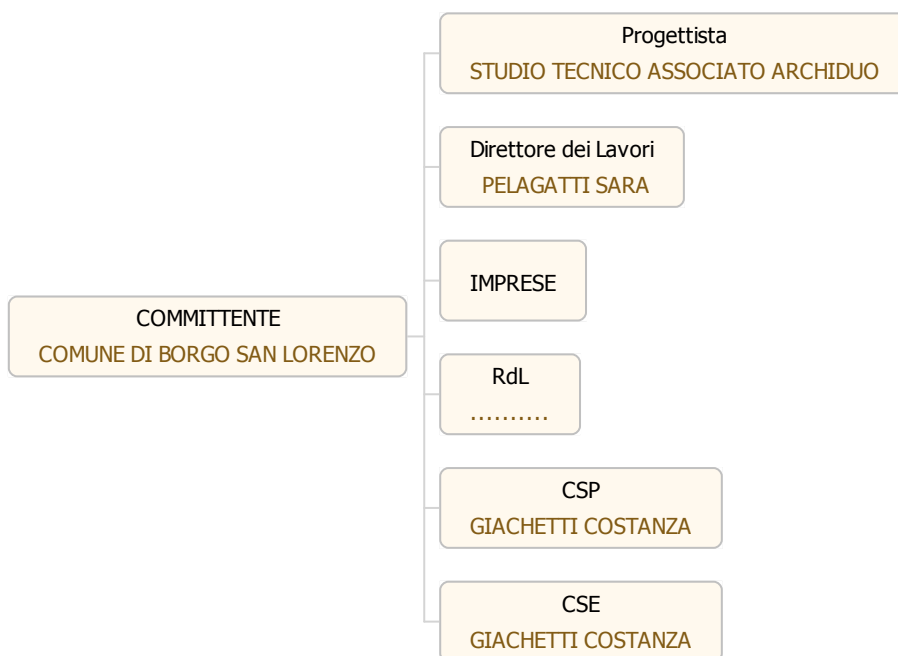 Progettista
STUDIO TECNICO ASSOCIATO ARCHIDUO
Direttore dei Lavori
PELAGATTI SARA
IMPRESE
COMMITTENTE
COMUNE DI BORGO SAN LORENZO
RdL
..........
CSP
GIACHETTI COSTANZA
CSE
GIACHETTI COSTANZA